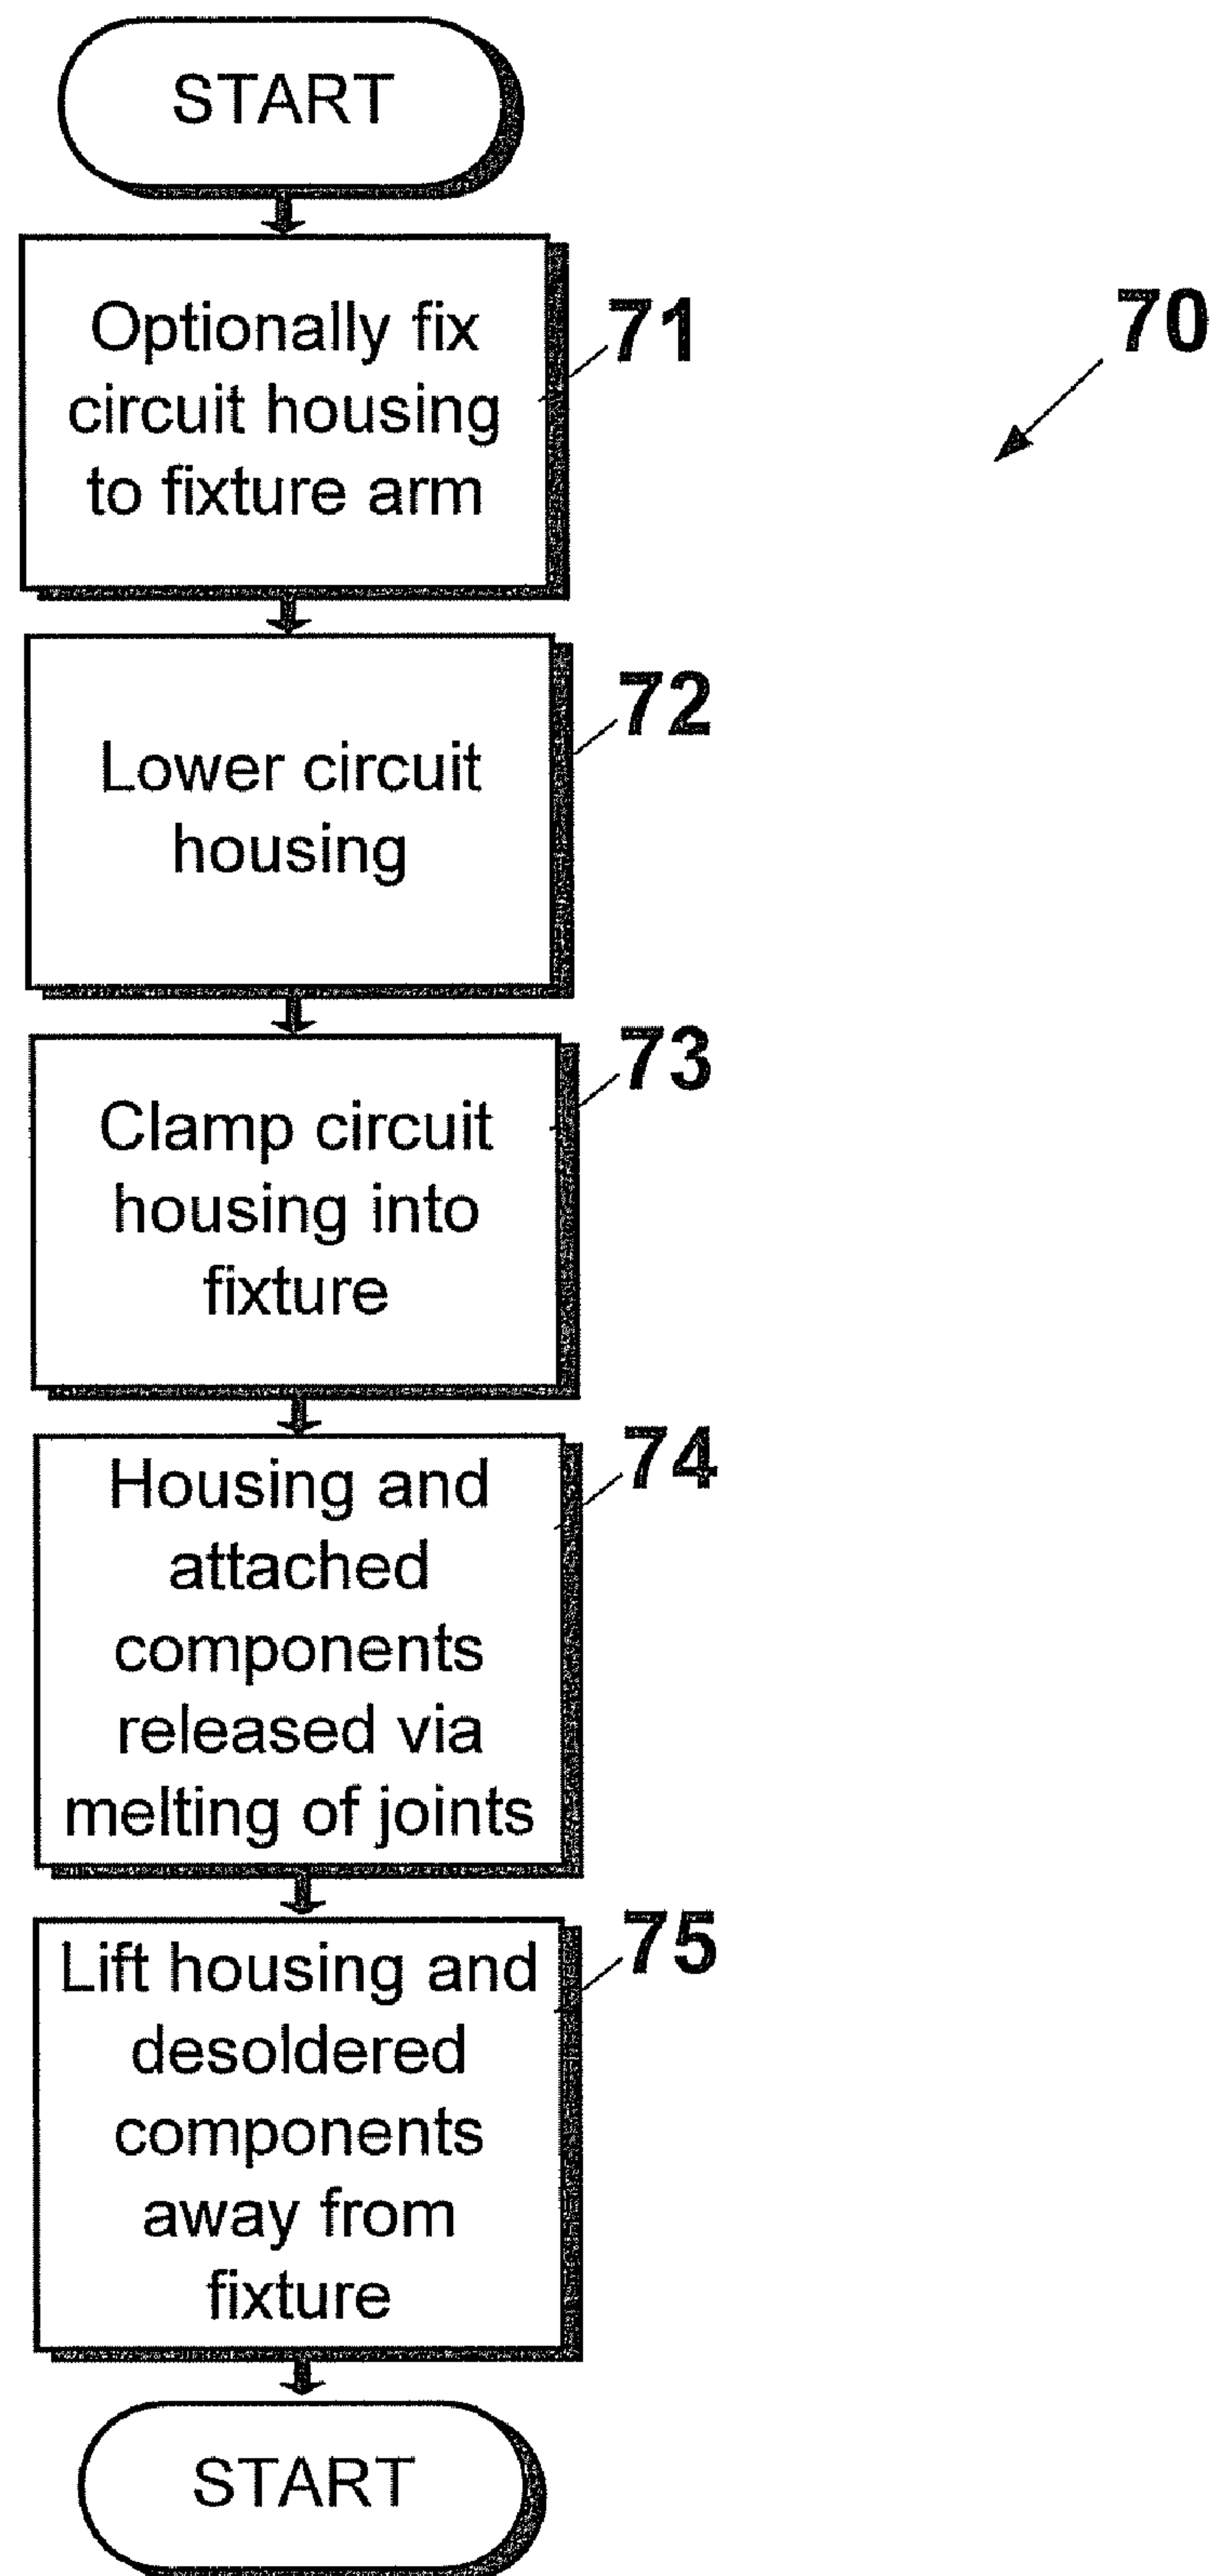 START
Optionally fix
circuit housing
to fixture arm
71
70
Lower circuit
housing
72
Clamp circuit
housing into
fixture
73
Housing and
attached
components
released via
melting of joints
74
Lift housing and
desoldered
components
away from
fixture
75
START